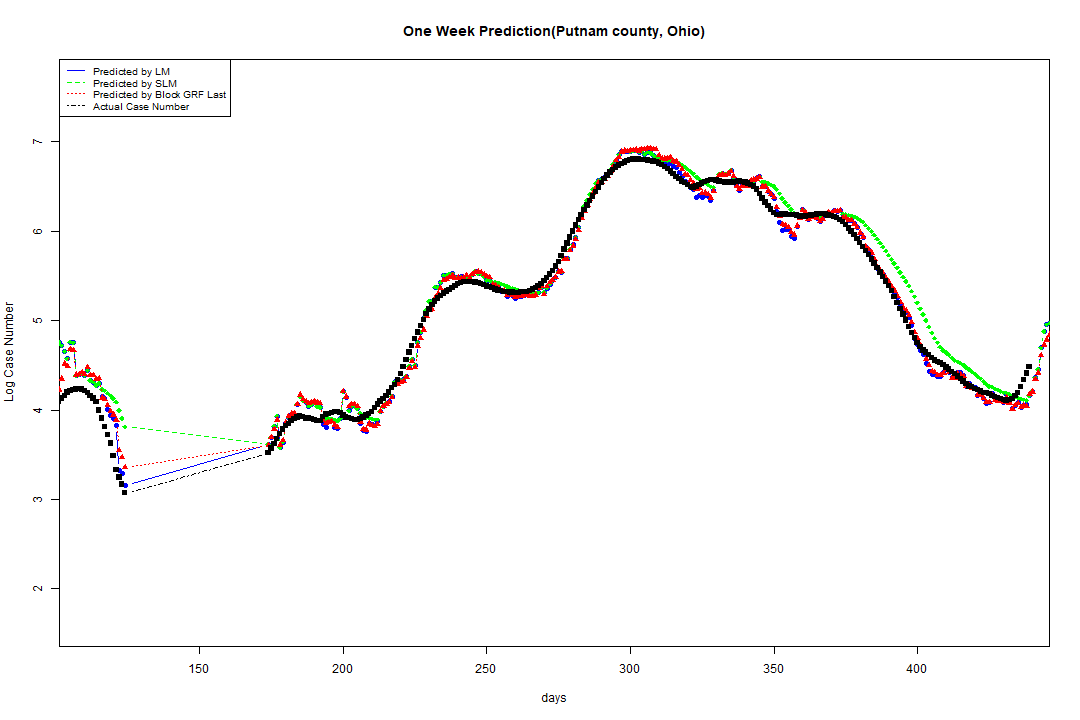 One Week Prediction(Putnam county, Ohio)
Predicted by LM
Predicted by SLM
Predicted by Block GRF Last
Actual Case Number
Log Case Number
7
6
5
4
3
2
150 200 250 300 350 400
days